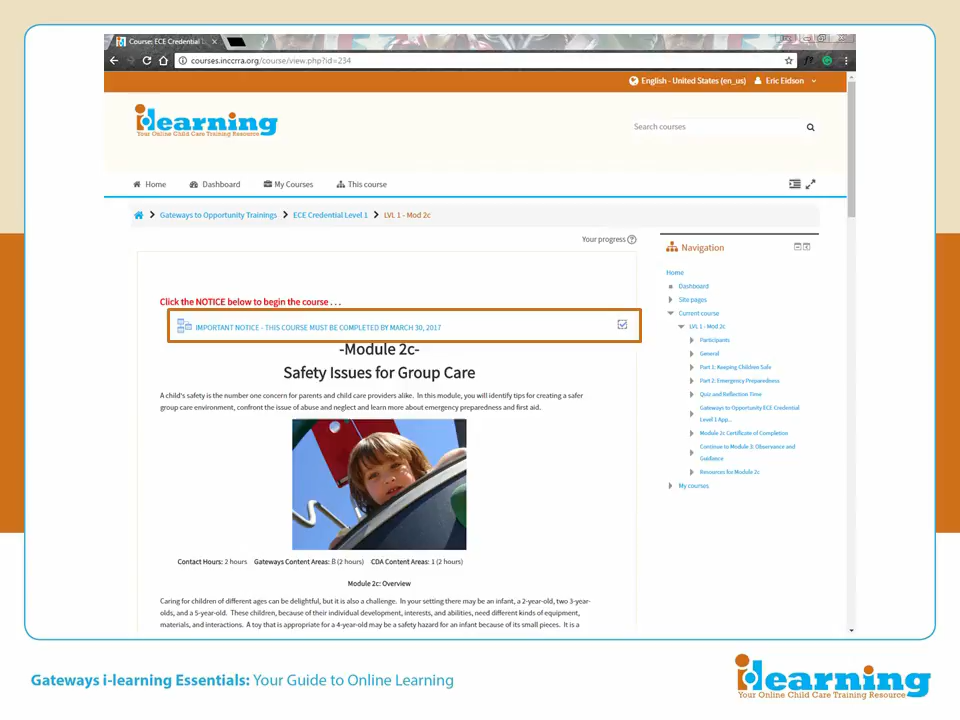 Course: ECE Credential L
courses.inccrra.org/course/view.php?id=234
English - United States (en_us) Eric Eidson
ilearning
Your Online Child Care Training Resource
Search courses
Home Dashboard My Courses This course
Gateways to Opportunity Trainings ECE Credential Level 1 LVL 1 - Mod 2c
Your progress
Navigation
Click the NOTICE below to begin the course . . .
IMPORTANT NOTICE - THIS COURSE MUST BE COMPLETED BY MARCH 30, 2017
-Module 2c-
Safety Issues for Group Care
A child's safety is the number one concern for parents and child care providers alike. In this module, you will identify tips for creating a safer
group care environment, confront the issue of abuse and neglect and learn more about emergency preparedness and first aid.
Contact Hours: 2 hours Gateways Content Areas: B (2 hours) CDA Content Areas: 1 (2 hours)
Module 2c: Overview
Caring for children of different ages can be delightful, but it is also a challenge. In your setting there may be an infant, a 2-year-old, two 3-year-
olds, and a 5-year-old. These children, because of their individual development, interests, and abilities, need different kinds of equipment,
materials, and interactions. A toy that is appropriate for a 4-year-old may be a safety hazard for an infant because of its small pieces. It is a
Home
Dashboard
Site pages
Current course
LVL 1 - Mod 2c
Participants
General
Part 1: Keeping Children Safe
Part 2: Emergency Preparedness
Quiz and Reflection Time
Gateways to Opportunity ECE Credential
Level 1 App...
Module 2c Certificate of Completion
Continue to Module 3: Observance and
Guidance
Resources for Module 2c
My courses
Gateways i-learning Essentials: Your Guide to Online Learning
ilearning
Your Online Child Care Training Resource